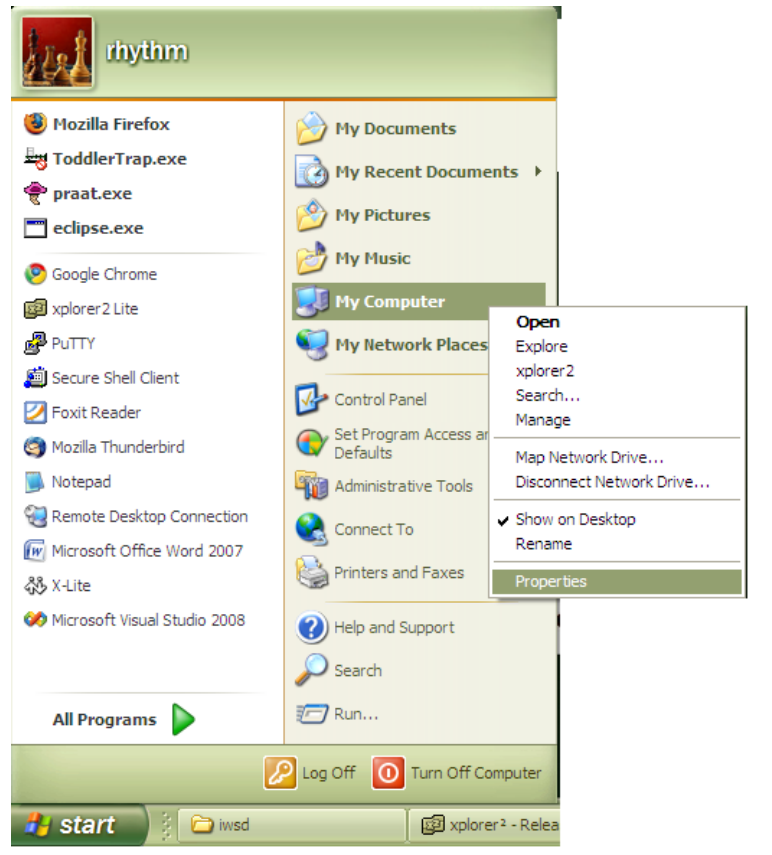 rhythm
Mozilla Firefox
ToddlerTrap.exe
praat.exe
eclipse.exe
Google Chrome
xplorer2 Lite
PuTTY
Secure Shell Client
Foxit Reader
Mozilla Thunderbird
Notepad
Remote Desktop Connection
Microsoft Office Word 2007
X-Lite
Microsoft Visual Studio 2008
All Programs
My Documents
My Recent Documents
My Pictures
My Music
My Computer
My Network Places
Control Panel
Set Program Access an
Defaults
Administrative Tools
Connect To
Printers and Faxes
Help and Support
Search
Run...
Open
Explore
xplorer2
Search...
Manage
Map Network Drive...
Disconnect Network Drive...
Show on Desktop
Rename
Properties
Log Off
Turn Off Computer
start
iwsd
xplorer² - Relea